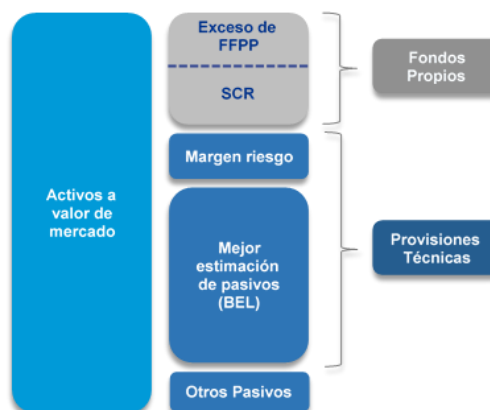 Activos a
valor de
mercado
Exceso de
FFPP
SCR
Margen riesgo
Mejor
estimación
de pasivos
(BEL)
Otros Pasivos
Fondos
Propios
Provisiones
Técnicas